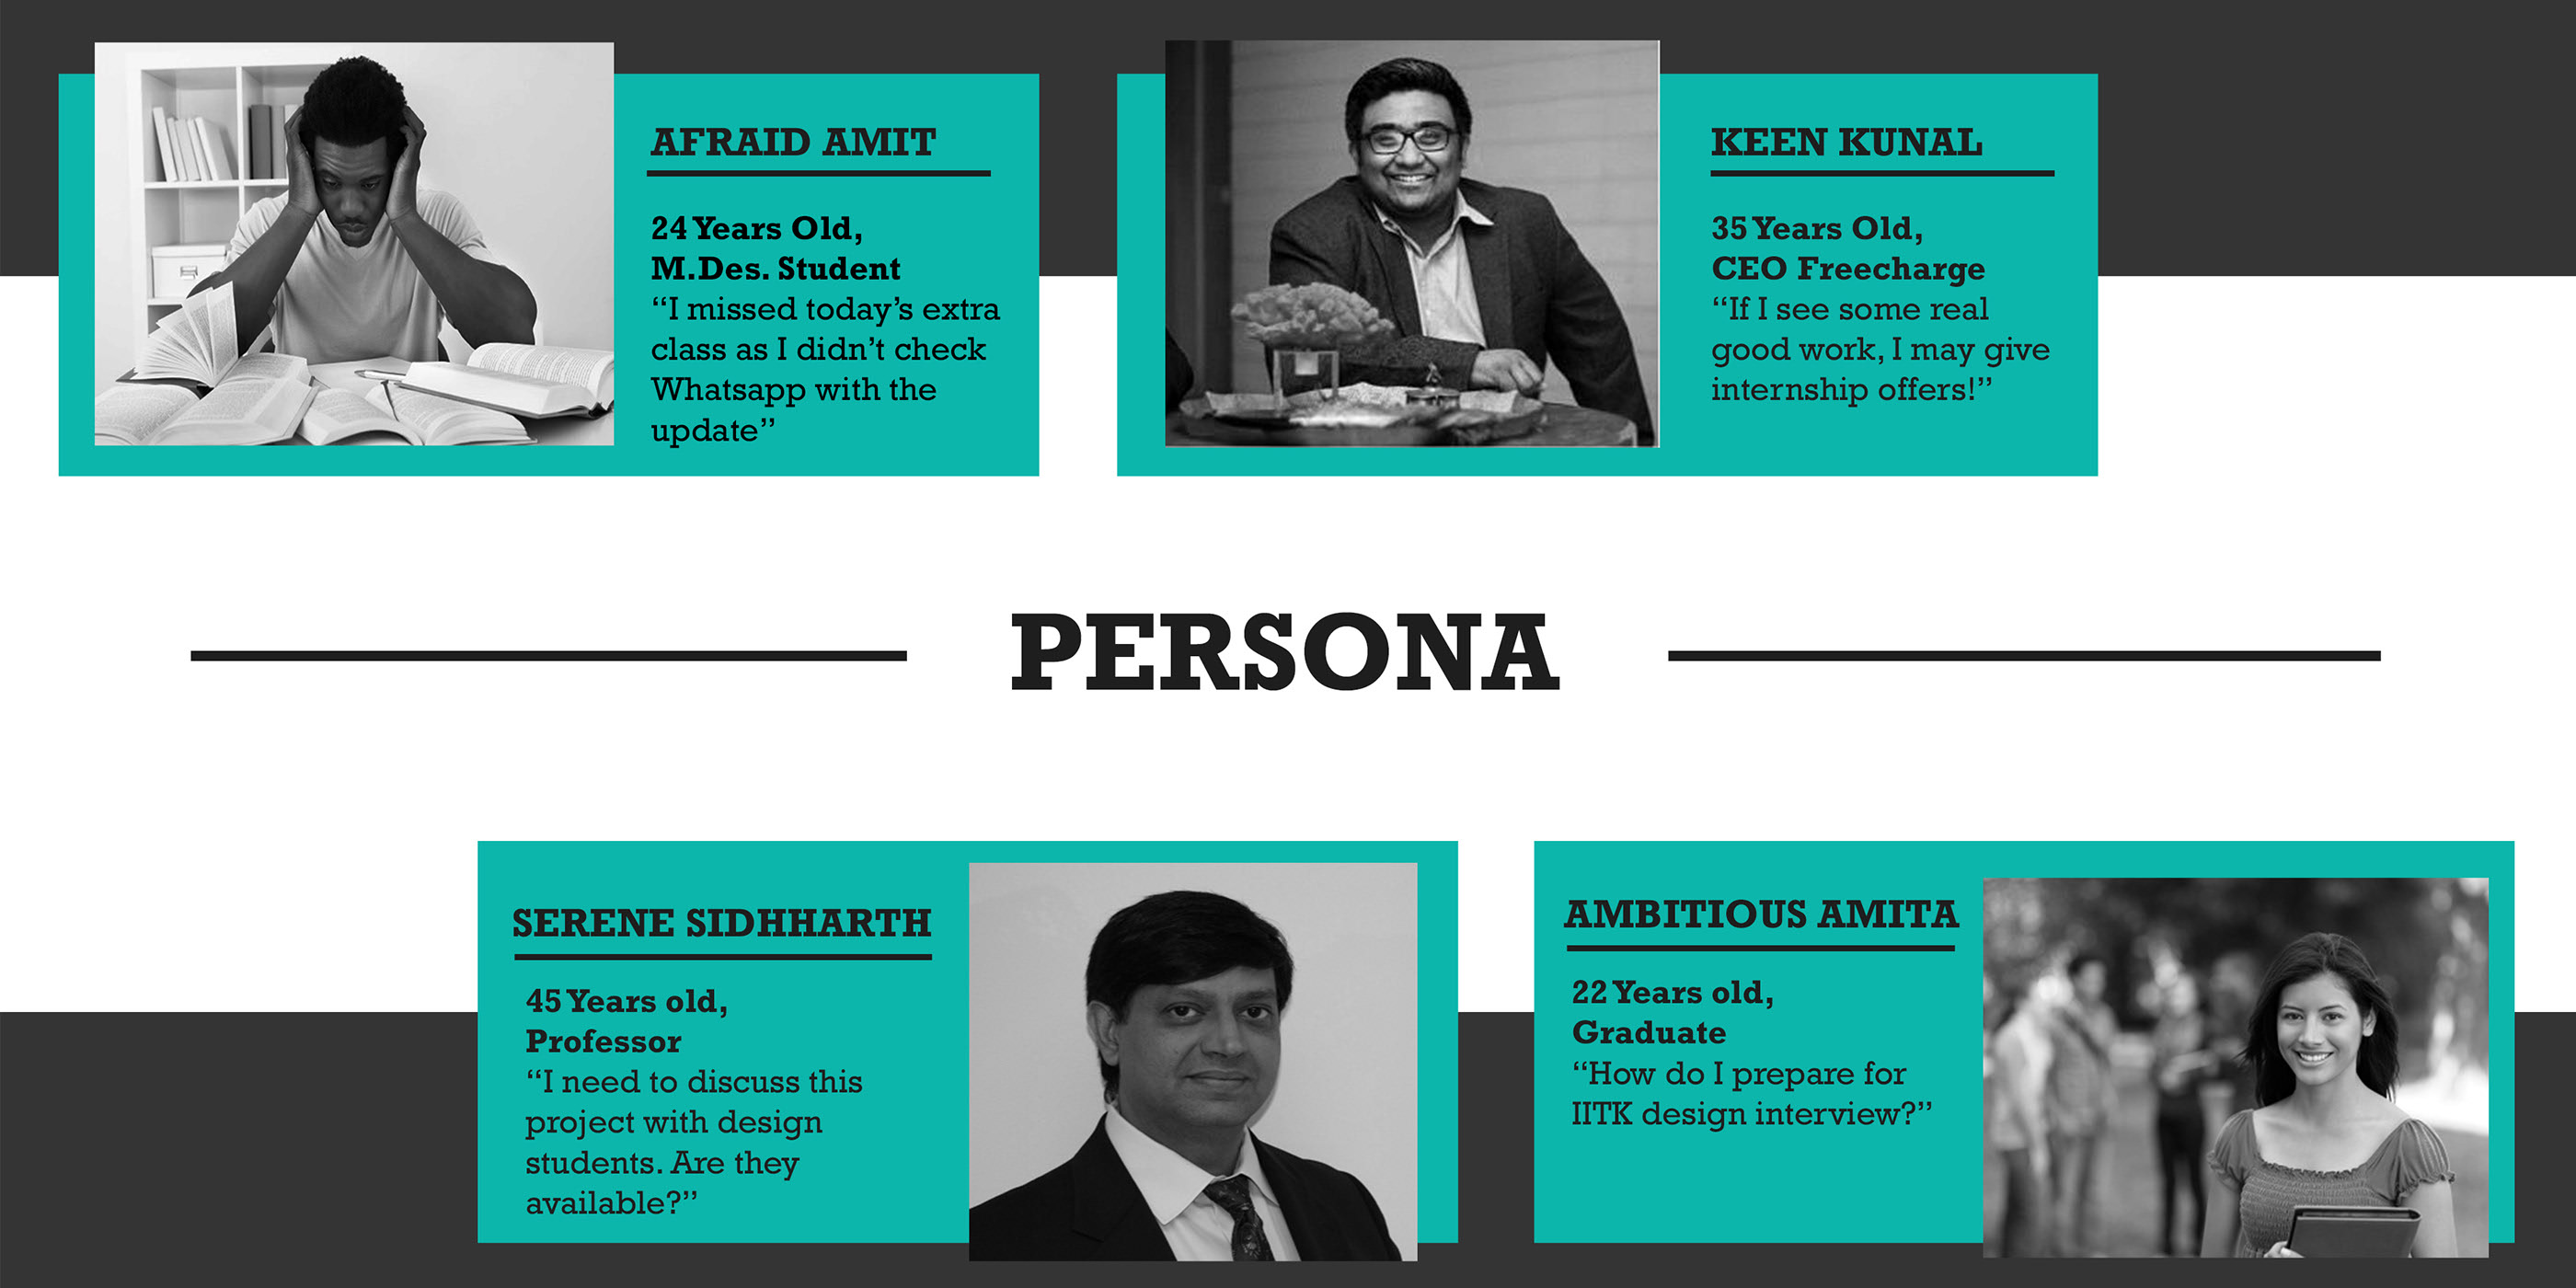 AFRAID AMIT
24 Years Old,
M.Des. Student
“I missed today’s extra
class as I didn’t check
Whatsapp with the
update”
KEEN KUNAL
35 Years Old,
CEO Freecharge
“If I see some real
good work, I may give
internship offers!”
PERSONA
SERENE SIDHHARTH
45 Years old,
Professor
“I need to discuss this
project with design
students. Are they
available?”
AMBITIOUS AMITA
22 Years old,
Graduate
“How do I prepare for
IITK design interview?”